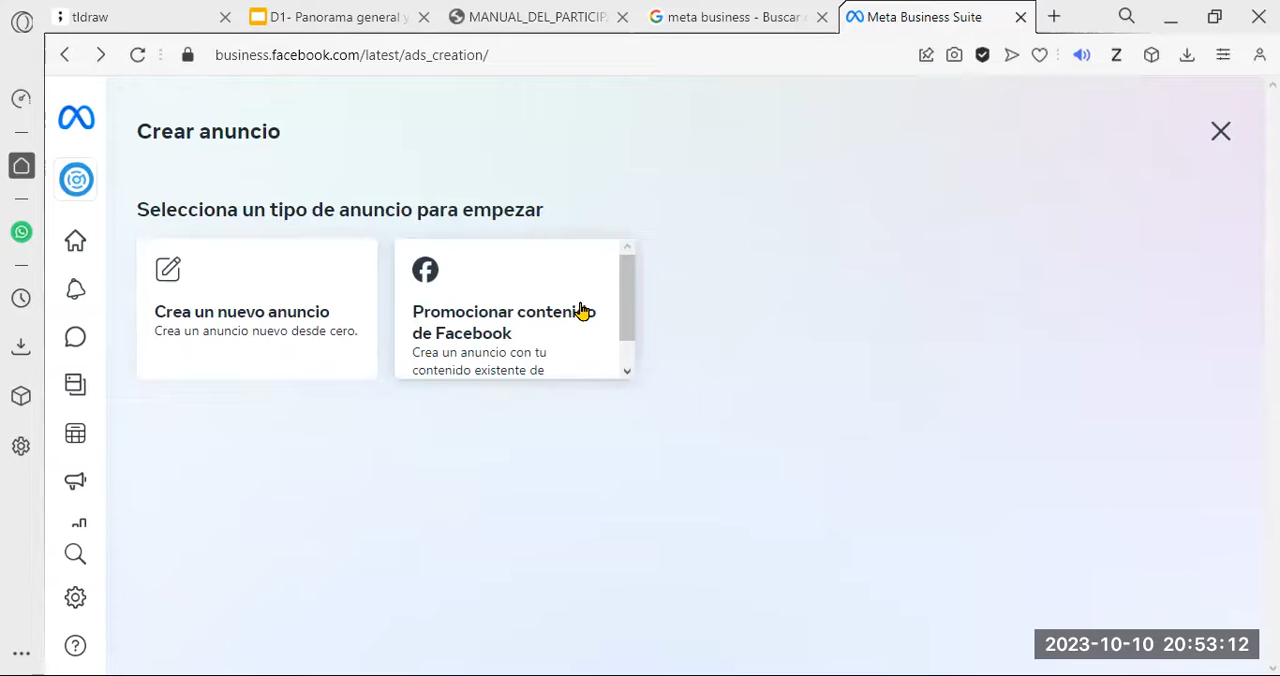 tldraw
D1- Panorama general y
MANUAL_DEL_PARTICIP
meta business - Buscar
Meta Business Suite
business.facebook.com/latest/ads_creation/
Z
Crear anuncio
Selecciona un tipo de anuncio para empezar
Crea un nuevo anuncio
Crea un anuncio nuevo desde cero.
Promocionar contenido
de Facebook
Crea un anuncio con tu
contenido existente de
2023-10-10 20:53:12